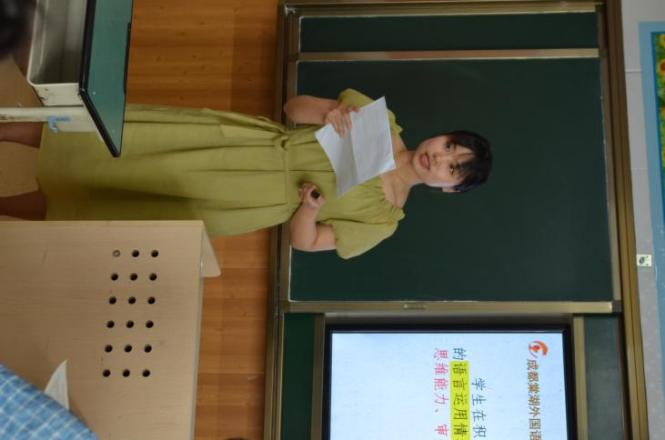 成都棠湖外国语
学生在积
的语言运用情
思维能力、审